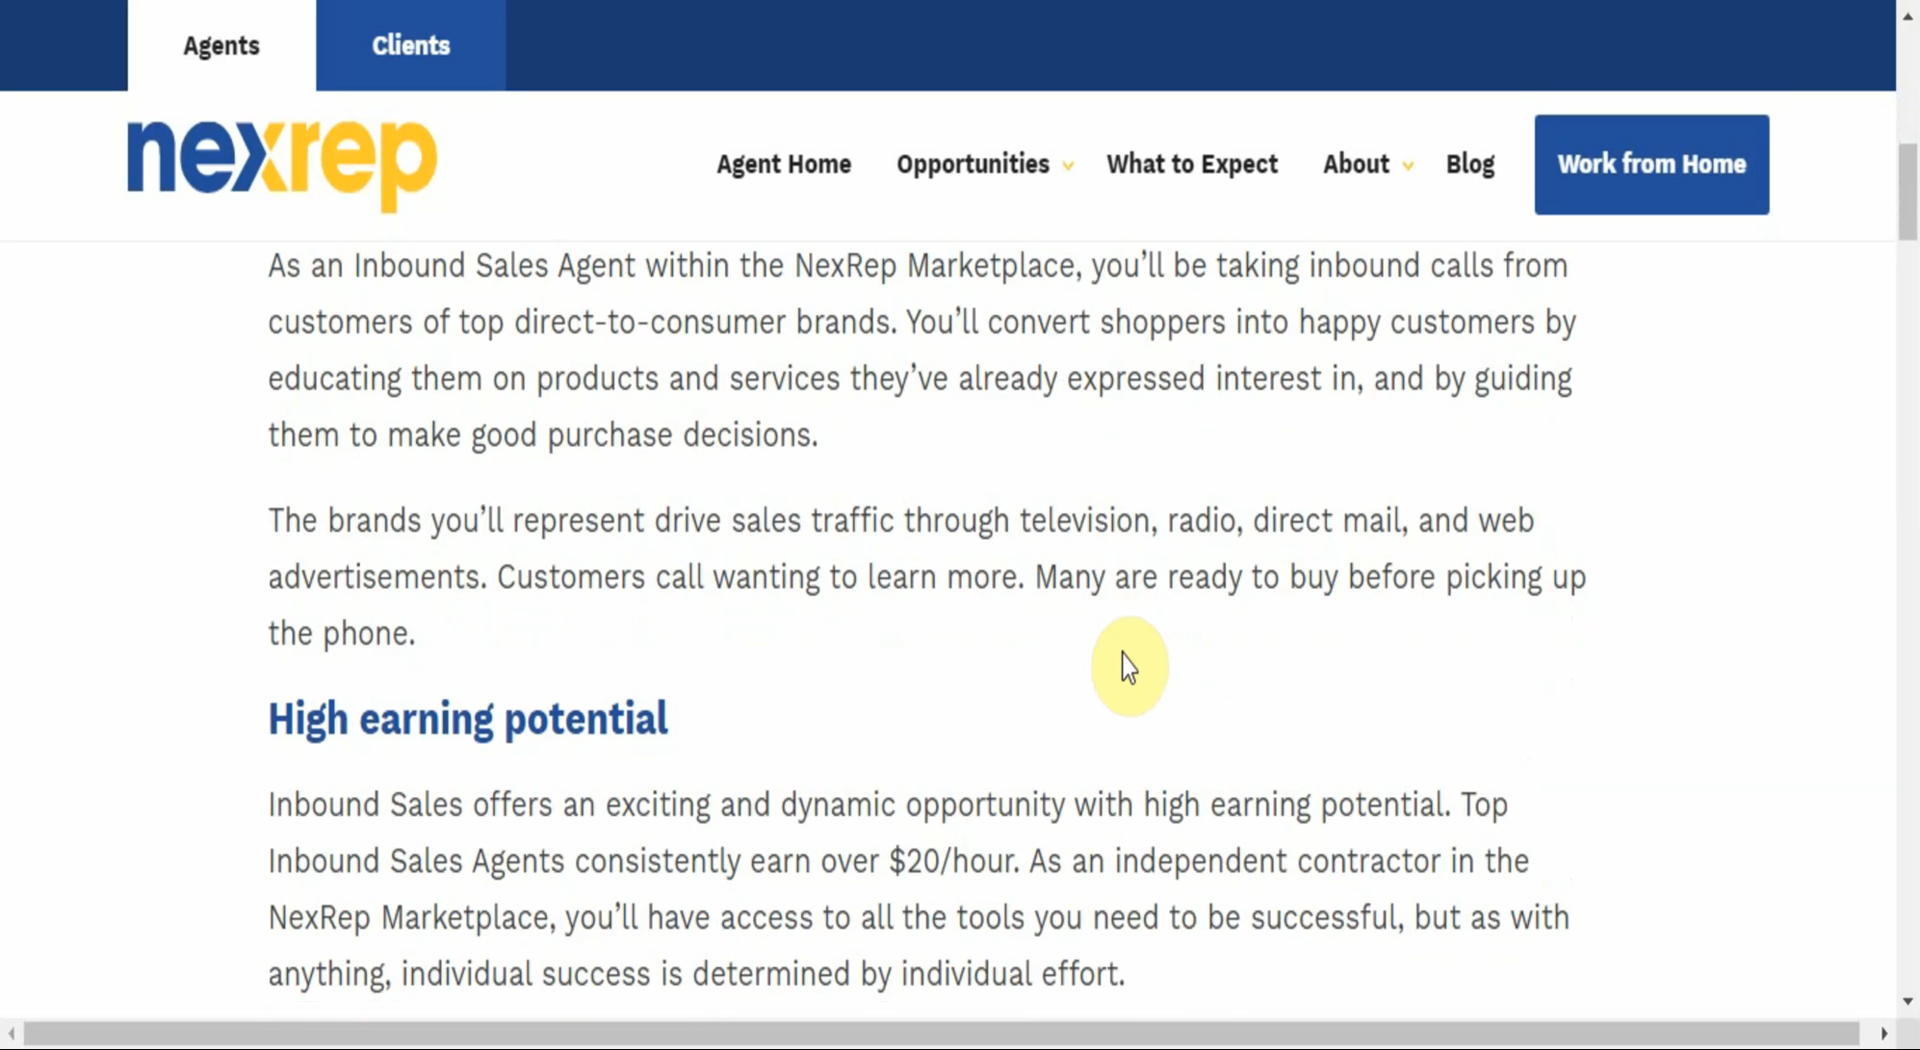 Agents
Clients
nexrep
Agent Home
Opportunities
What to Expect
About
Blog
Work from Home
As an Inbound Sales Agent within the NexRep Marketplace, you’ll be taking inbound calls from
customers of top direct-to-consumer brands. You’ll convert shoppers into happy customers by
educating them on products and services they’ve already expressed interest in, and by guiding
them to make good purchase decisions.
The brands you’ll represent drive sales traffic through television, radio, direct mail, and web
advertisements. Customers call wanting to learn more. Many are ready to buy before picking up
the phone.
High earning potential
Inbound Sales offers an exciting and dynamic opportunity with high earning potential. Top
Inbound Sales Agents consistently earn over $20/hour. As an independent contractor in the
NexRep Marketplace, you’ll have access to all the tools you need to be successful, but as with
anything, individual success is determined by individual effort.